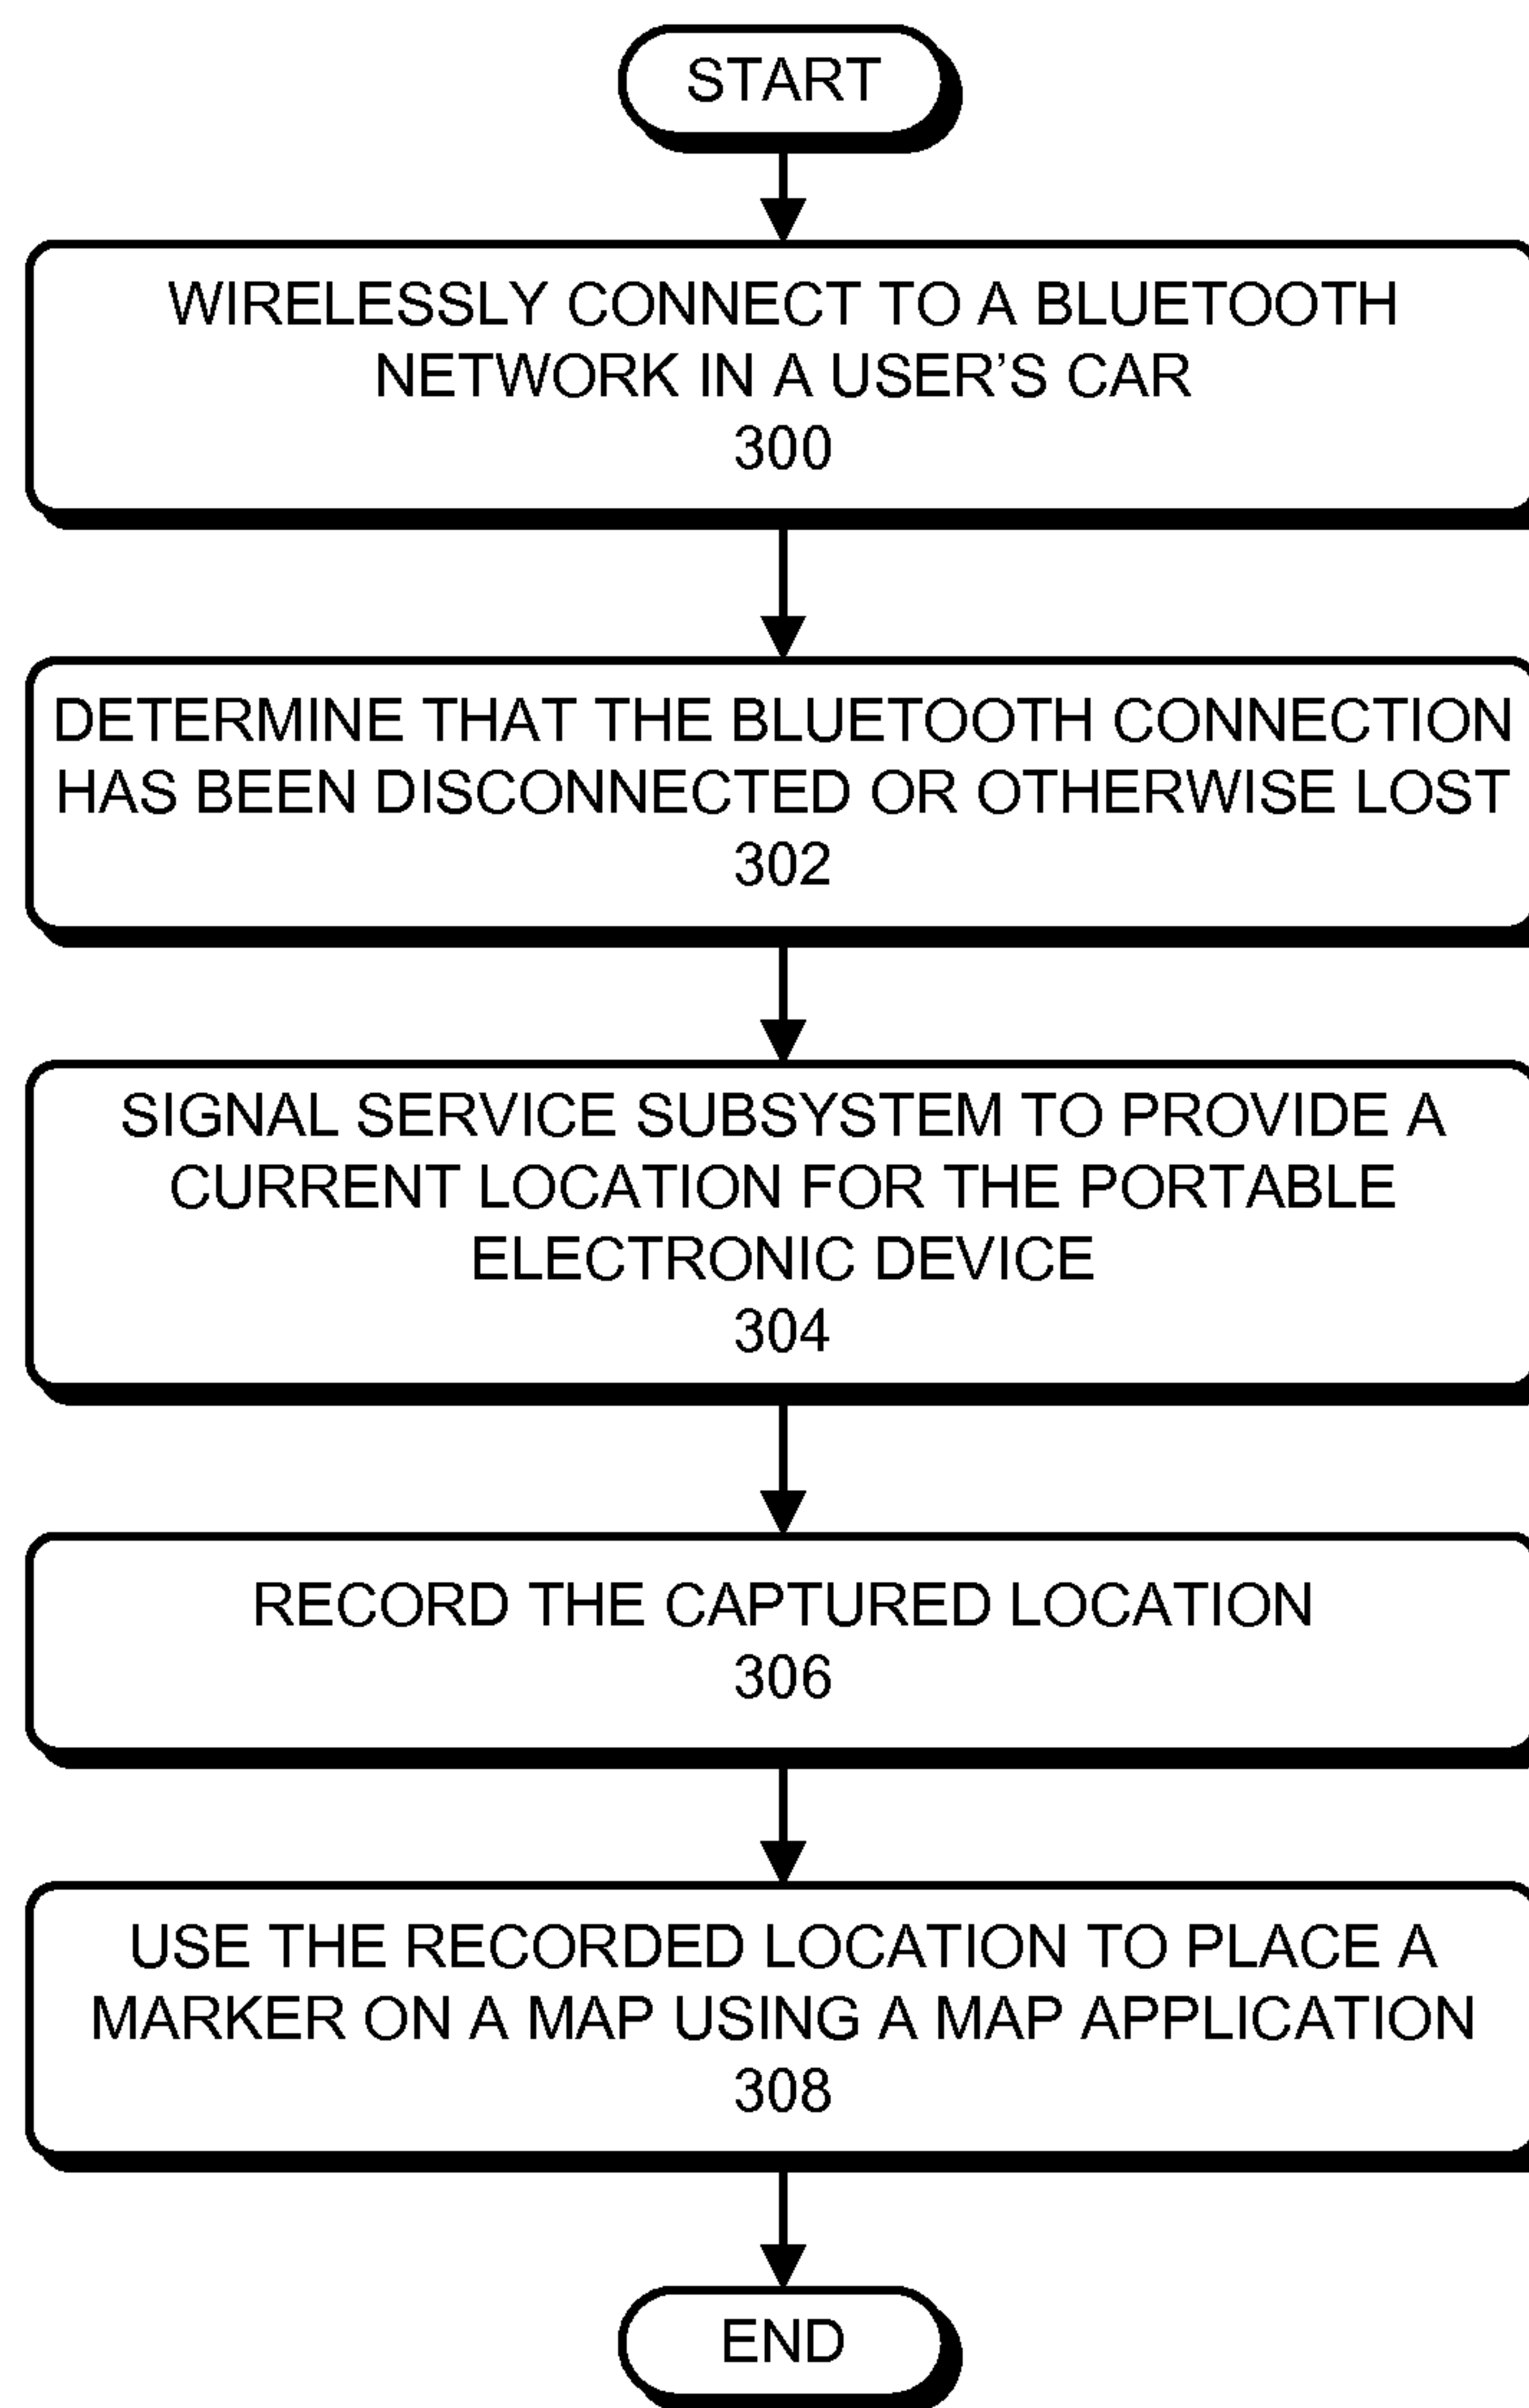 START
WIRELESSLY CONNECT TO A BLUETOOTH
NETWORK IN A USER’S CAR
300
DETERMINE THAT THE BLUETOOTH CONNECTION
HAS BEEN DISCONNECTED OR OTHERWISE LOST
302
SIGNAL SERVICE SUBSYSTEM TO PROVIDE A
CURRENT LOCATION FOR THE PORTABLE
ELECTRONIC DEVICE
304
RECORD THE CAPTURED LOCATION
306
USE THE RECORDED LOCATION TO PLACE A
MARKER ON A MAP USING A MAP APPLICATION
308
END